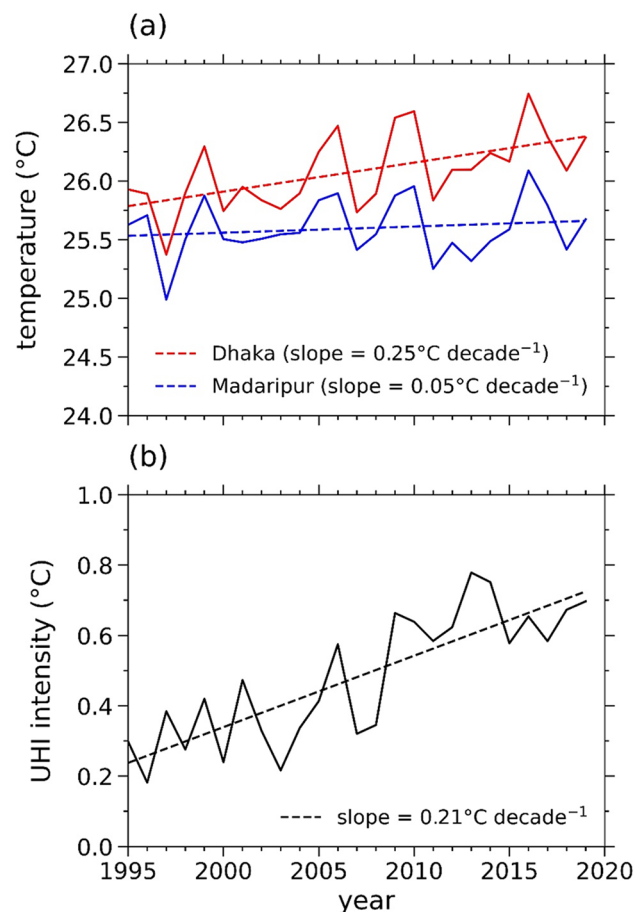 (a)
27.0
26.5
26.0
25.5
25.0
24.5
24.0
temperature (°C)
Dhaka (slope = 0.25°C decade⁻¹)
Madaripur (slope = 0.05°C decade⁻¹)
(b)
1.0
0.8
0.6
0.4
0.2
0.0
UHI intensity (°C)
slope = 0.21°C decade⁻¹
1995 2000 2005 2010 2015 2020
year